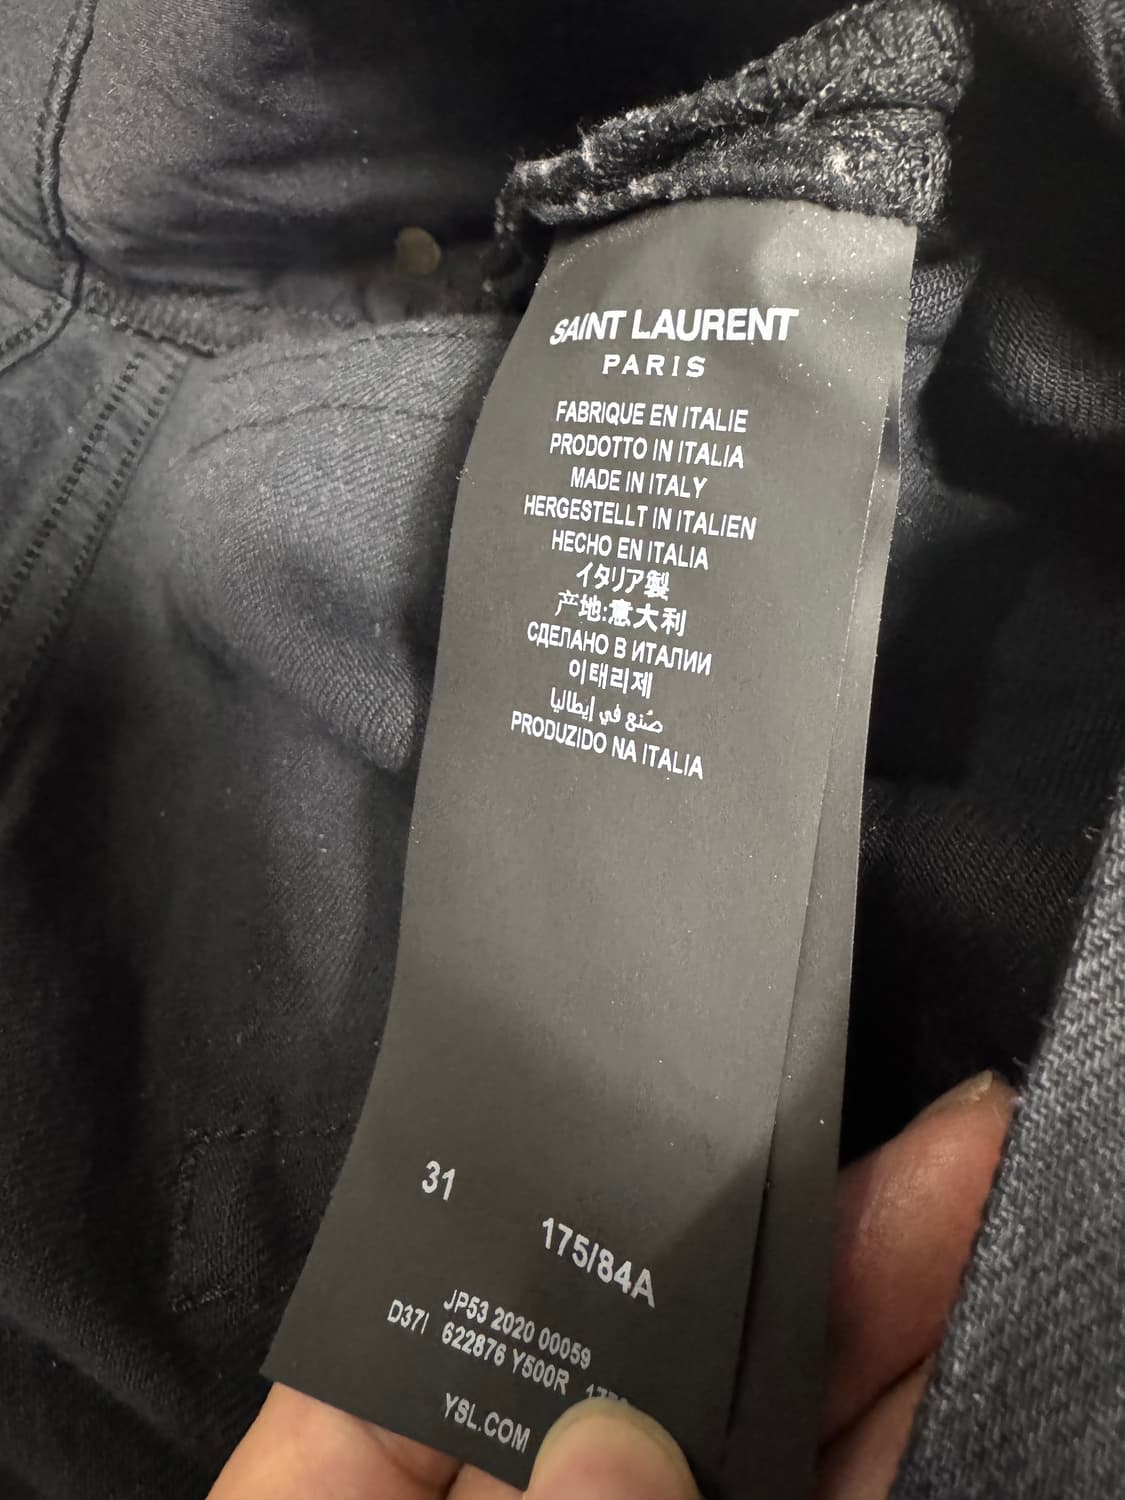 SAINT LAURENT
PARIS
FABRIQUE EN ITALIE
PRODOTTO IN ITALIA
MADE IN ITALY
HERGESTELLT IN ITALIEN
HECHO EN ITALIA
イタリア製
产地:意大利
СДЕЛАНО В ИТАЛИИ
이태리제
صُنع في إيطاليا
PRODUZIDO NA ITALIA
31
175/84A
JP53 2020 00059
D37I 622876 Y500R
YSL.COM